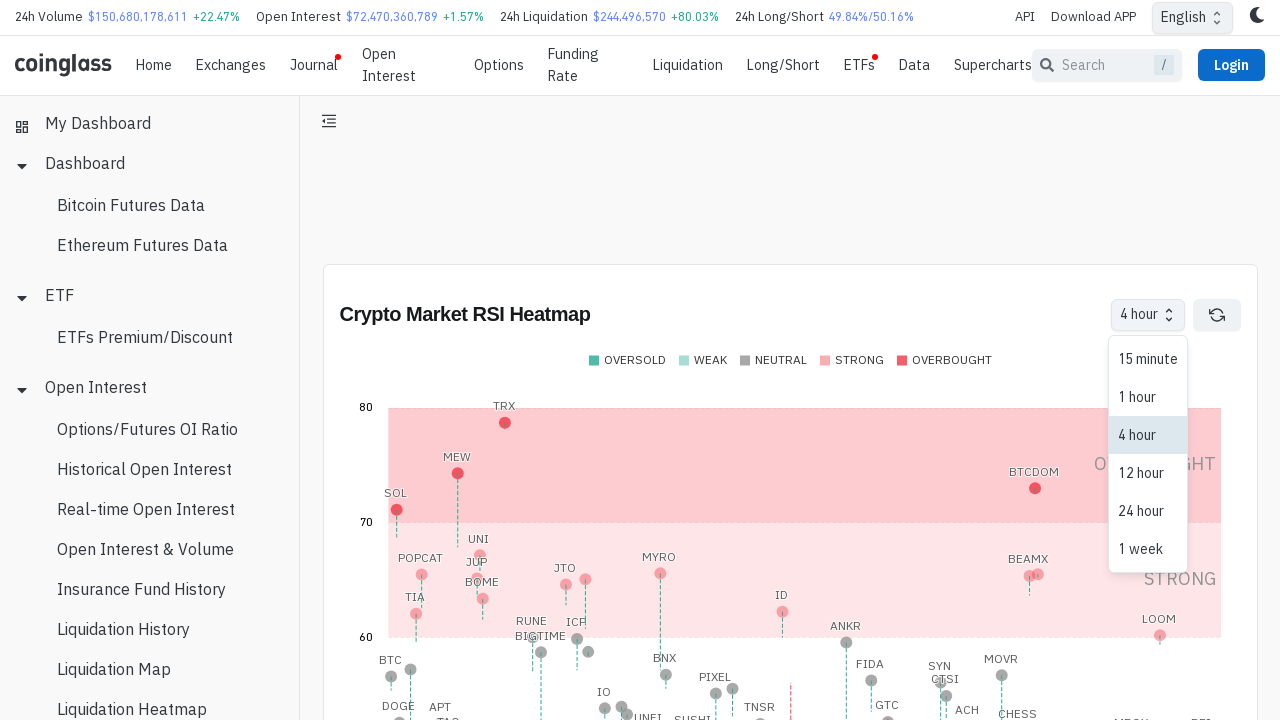 24h Volume $150,680,178,611 +22.47% Open Interest $72,470,360,789 +1.57% 24h Liquidation $244,496,570 +80.03% 24h Long/Short 49.84%/50.16% API Download APP English
coinglass Home Exchanges Journal Open Interest Options Funding Rate Liquidation Long/Short ETFs Data Supercharts Search / Login
My Dashboard
Dashboard
Bitcoin Futures Data
Ethereum Futures Data
ETF
ETFs Premium/Discount
Open Interest
Options/Futures OI Ratio
Historical Open Interest
Real-time Open Interest
Open Interest & Volume
Insurance Fund History
Liquidation History
Liquidation Map
Liquidation Heatmap
Crypto Market RSI Heatmap
4 hour
15 minute
1 hour
4 hour
12 hour
24 hour
1 week
OVERSOLD WEAK NEUTRAL STRONG OVERBOUGHT
80
TRX
MEW
BTCDOM
SOL
70
UNI
POPCAT
JUP
BOME
JTO
MYRO
BEAMX
STRONG
TIA
ID
LOOM
60
RUNE
ICP
BIGTIME
ANKR
BTC
BNX
FIDA
SYN
MOVR
CTSI
PIXEL
IO
DOGE
APT
TNSR
GTC
ACH
CHESS